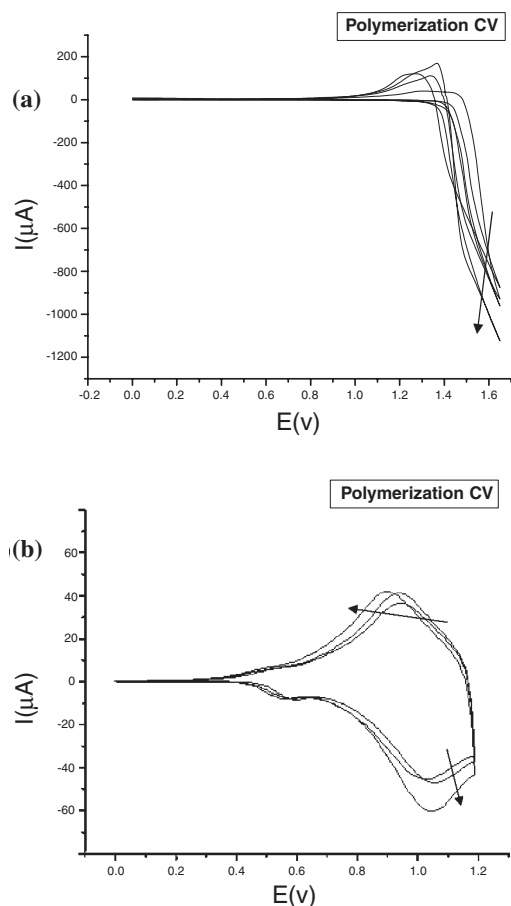 Polymerization CV
(a)
200
0
-200
-400
-600
-800
-1000
-1200
I(μA)
-0.2 0.0 0.2 0.4 0.6 0.8 1.0 1.2 1.4 1.6
E(v)
Polymerization CV
(b)
60
40
20
0
-20
-40
-60
I(μA)
0.0 0.2 0.4 0.6 0.8 1.0 1.2
E(v)